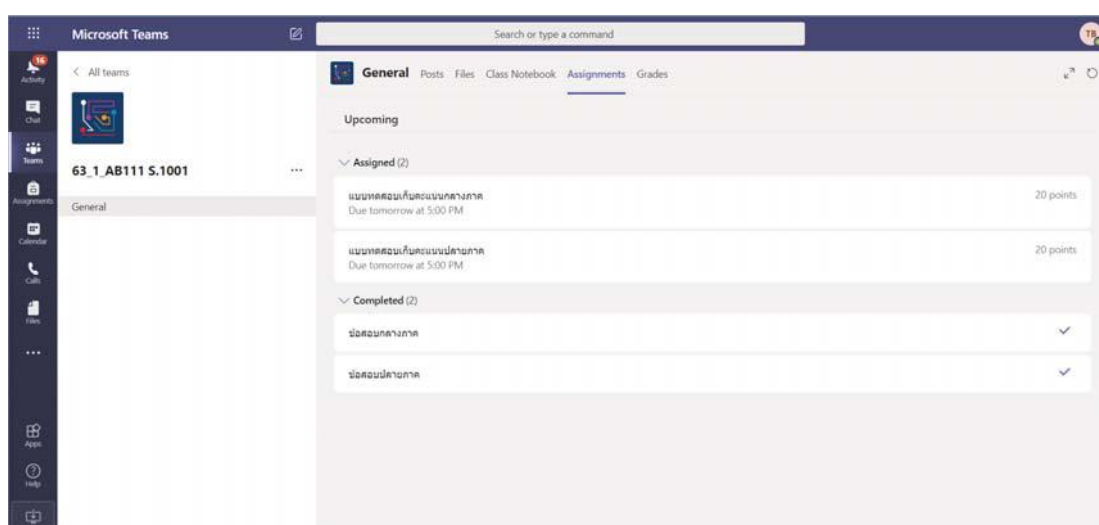 Microsoft Teams
Search or type a command
TB
16
Activity
Chat
Teams
Assignments
Calendar
Calls
Files
Apps
Help
< All teams
63_1_AB111 S.1001
General
General Posts Files Class Notebook Assignments Grades
Upcoming
Assigned (2)
แบบทดสอบเก็บคะแนนกลางภาค 20 points
Due tomorrow at 5:00 PM
แบบทดสอบเก็บคะแนนปลายภาค 20 points
Due tomorrow at 5:00 PM
Completed (2)
ข้อสอบกลางภาค
ข้อสอบปลายภาค